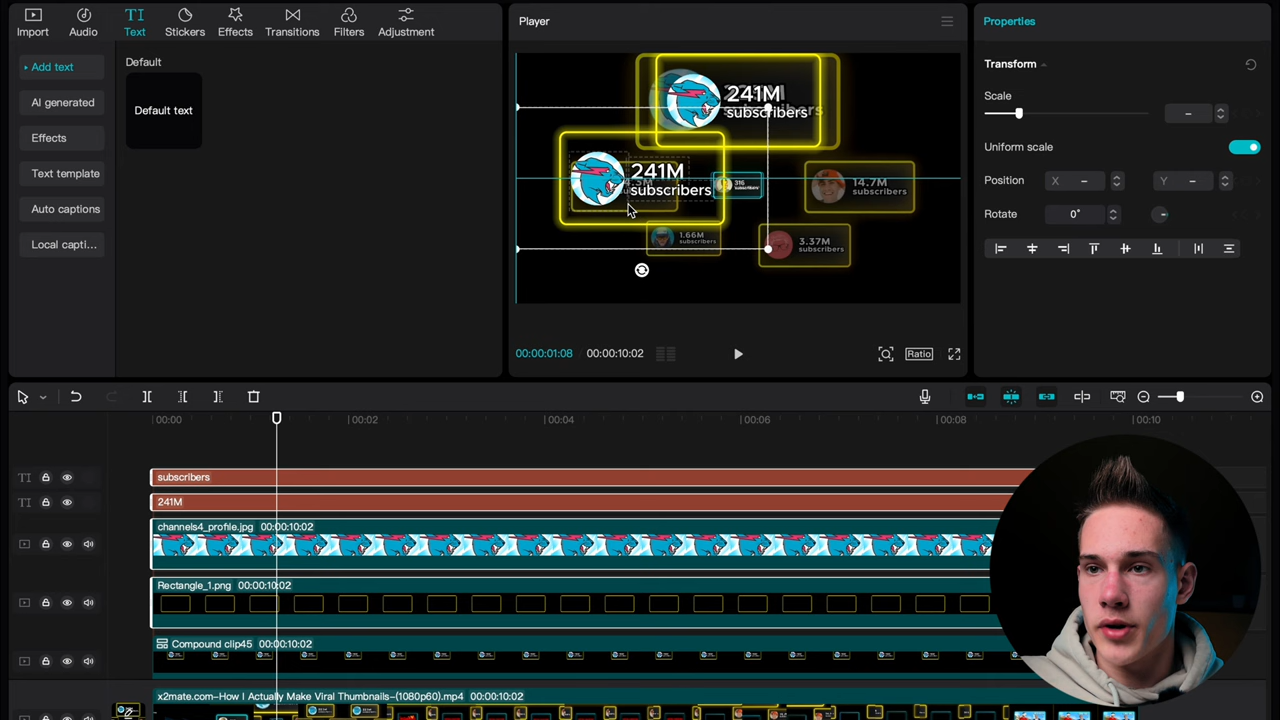 Import
Audio
TI
Text
Stickers
Effects
Transitions
Filters
Adjustment
Add text
AI generated
Effects
Text template
Auto captions
Local capti...
Default
Default text
Player
241M
subscribers
241M
subscribers
316
subscribers
14.7M
subscribers
1.66M
subscribers
3.37M
subscribers
00:00:01:08 / 00:00:10:02
Ratio
Properties
Transform
Scale
–
Uniform scale
Position X – Y –
Rotate 0°
00:00 00:02 00:04 00:06 00:08 00:10
TI subscribers
TI 241M
channels4_profile.jpg 00:00:10:02
Rectangle_1.png 00:00:10:02
Compound clip45 00:00:10:02
x2mate.com-How I Actually Make Viral Thumbnails-(1080p60).mp4 00:00:10:02